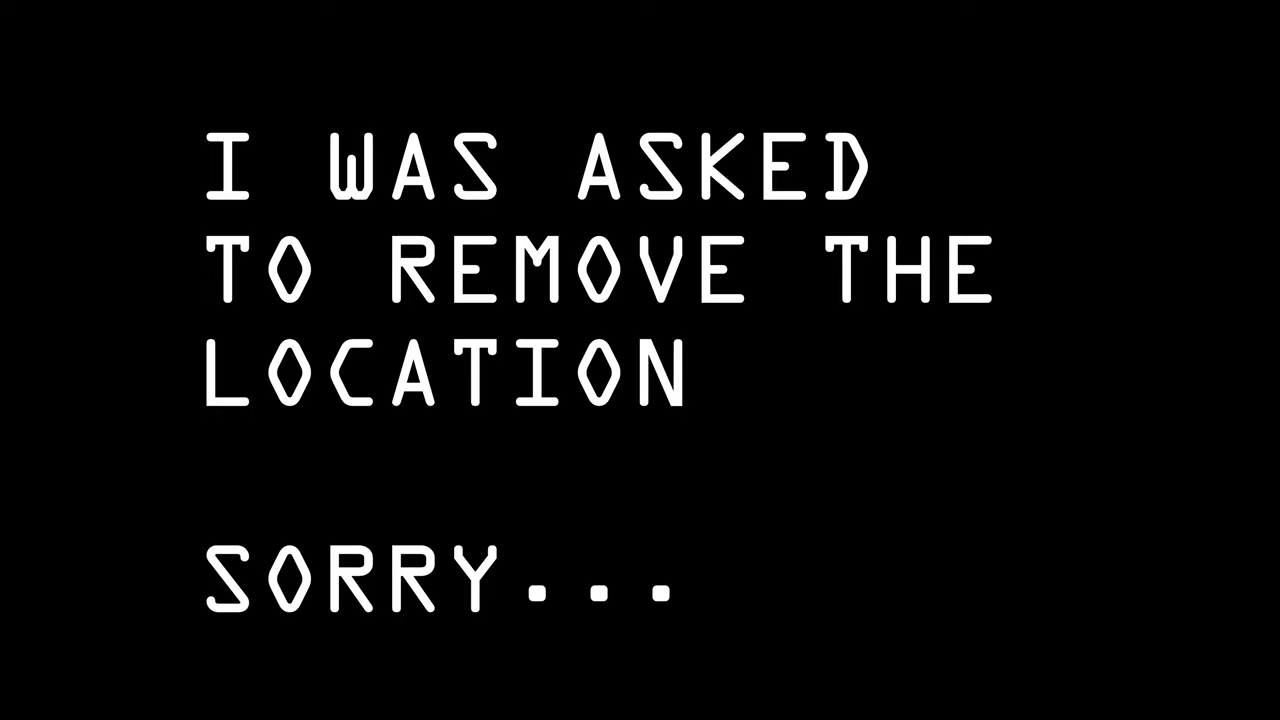 I WAS ASKED
TO REMOVE THE
LOCATION
SORRY...